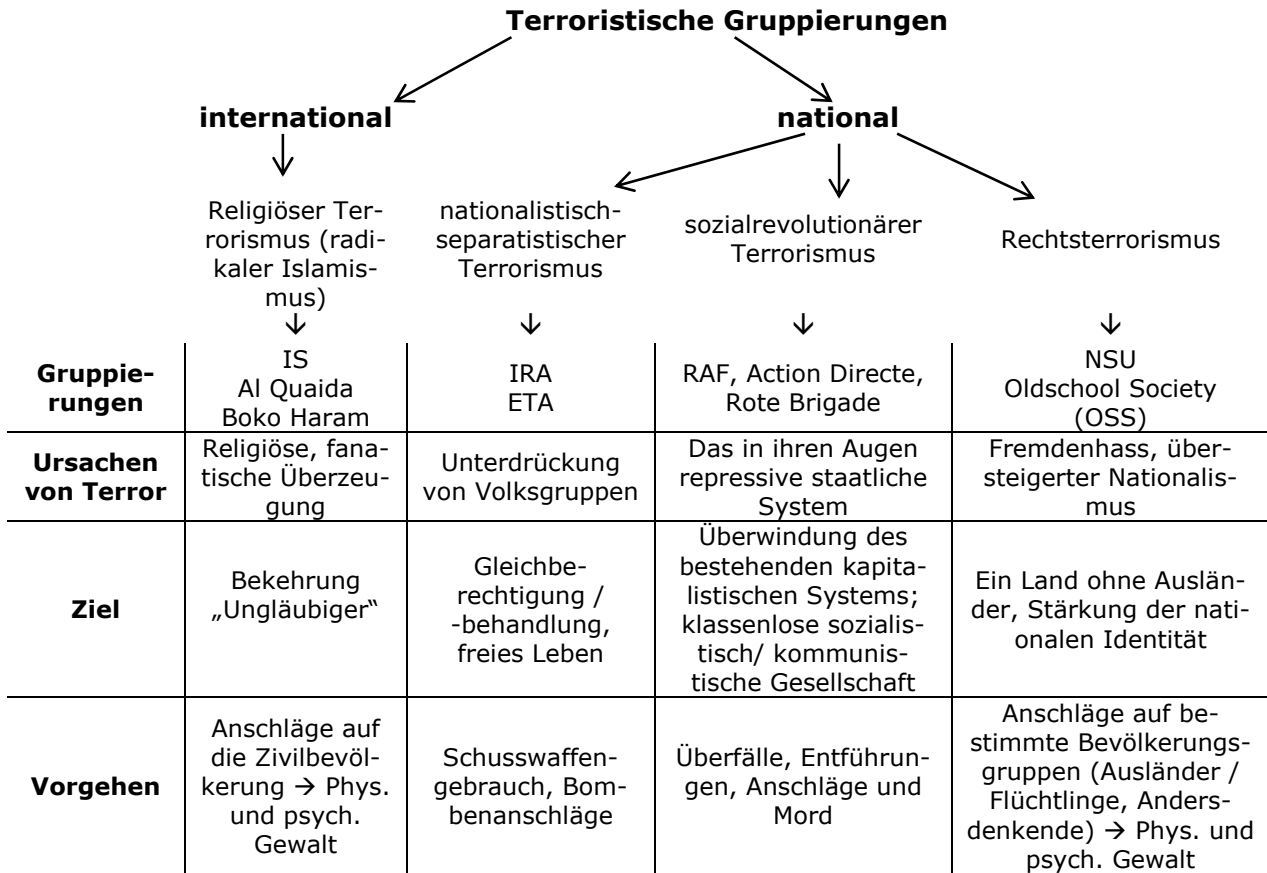 Terroristische Gruppierungen
international
national
Religiöser Ter-
rorismus (radi-
kaler Islamis-
mus)
nationalistisch-
separatistischer
Terrorismus
sozialrevolutionärer
Terrorismus
Rechtsterrorismus
Gruppie-
rungen
IS
Al Quaida
Boko Haram
IRA
ETA
RAF, Action Directe,
Rote Brigade
NSU
Oldschool Society
(OSS)
Ursachen
von Terror
Religiöse, fana-
tische Überzeu-
gung
Unterdrückung
von Volksgruppen
Das in ihren Augen
repressive staatliche
System
Fremdenhass, über-
steigerter Nationalis-
mus
Ziel
Bekehrung
„Ungläubiger“
Gleichbe-
rechtigung /
-behandlung,
freies Leben
Überwindung des
bestehenden kapita-
listischen Systems;
klassenlose sozialis-
tisch/ kommunis-
tische Gesellschaft
Ein Land ohne Auslän-
der, Stärkung der nati-
onalen Identität
Vorgehen
Anschläge auf
die Zivilbevöl-
kerung → Phys.
und psych.
Gewalt
Schusswaffen-
gebrauch, Bom-
benanschläge
Überfälle, Entführun-
gen, Anschläge und
Mord
Anschläge auf be-
stimmte Bevölkerungs-
gruppen (Ausländer /
Flüchtlinge, Anders-
denkende) → Phys. und
psych. Gewalt